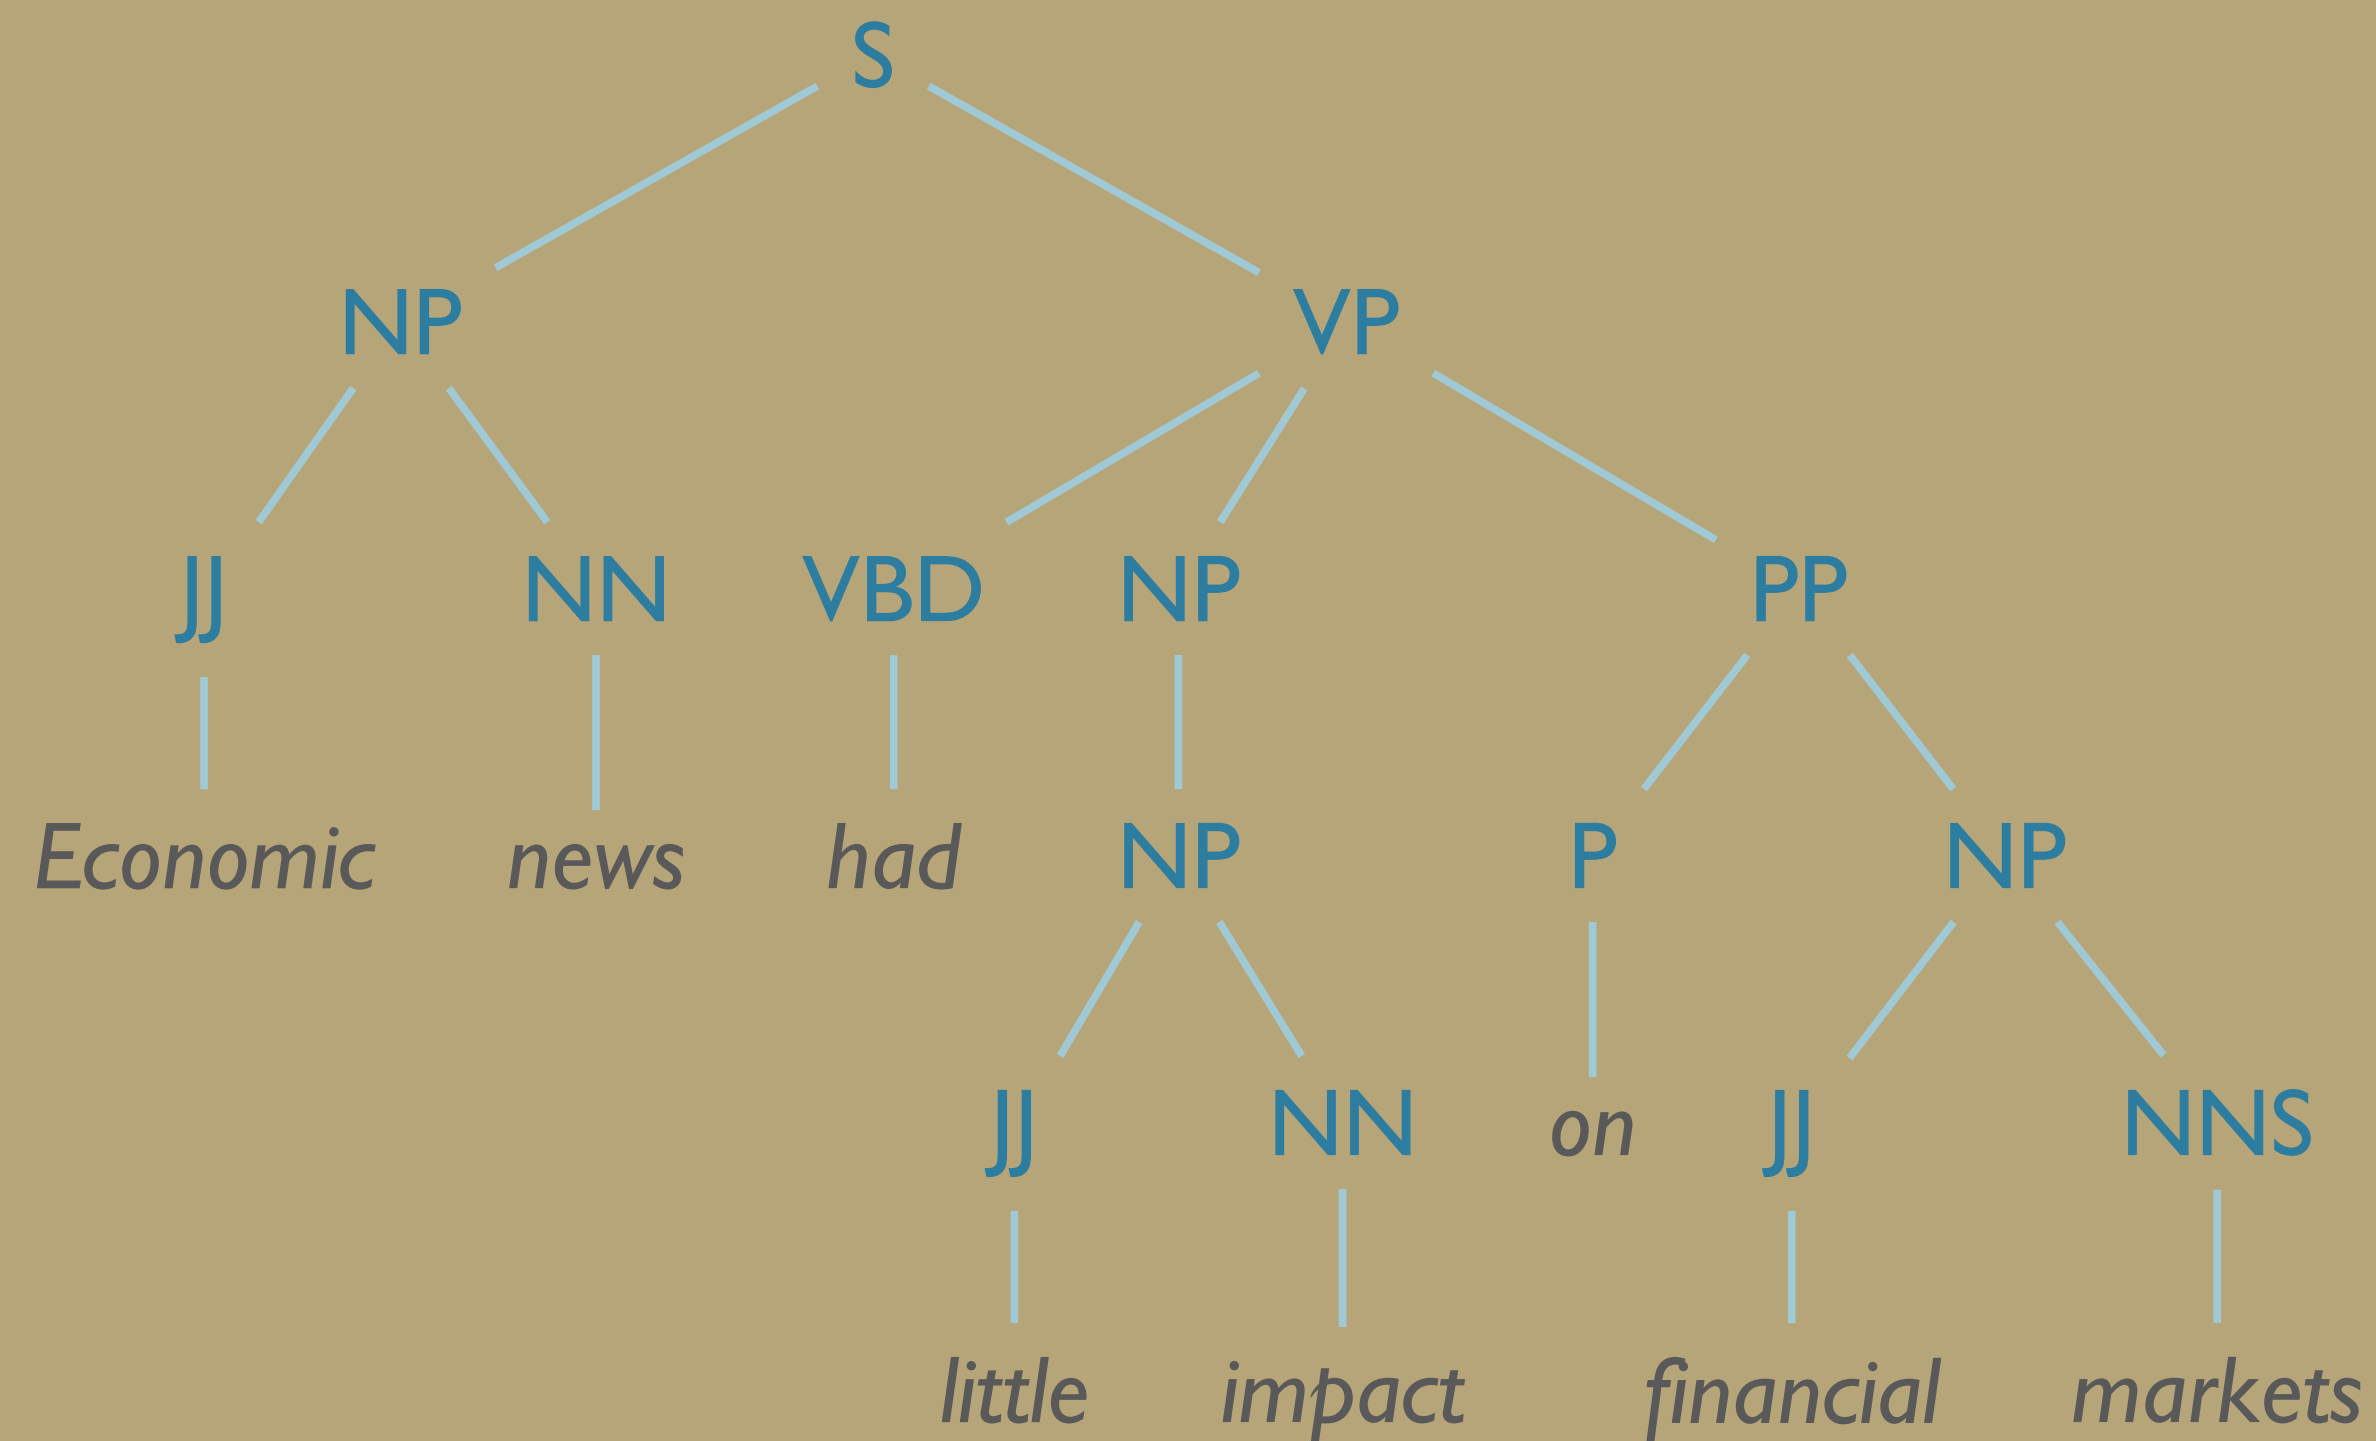 S
NP VP
JJ NN VBD NP PP
Economic news had NP P NP
JJ NN on JJ NNS
little impact financial markets